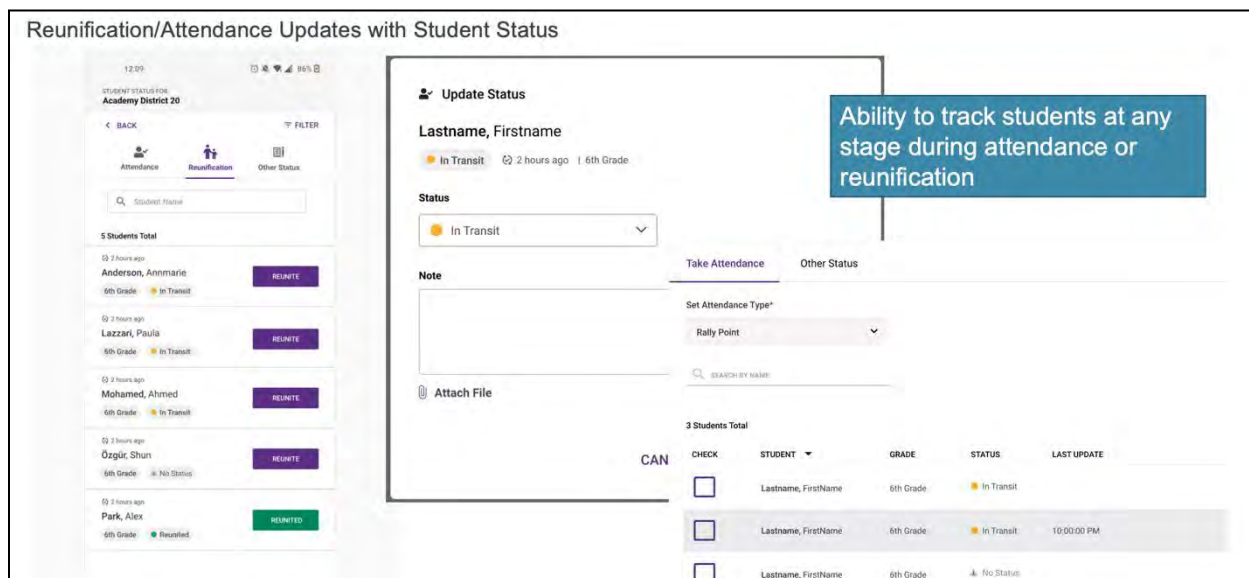 Reunification/Attendance Updates with Student Status
12:09
86%
STUDENT STATUS FOR
Academy District 20
BACK
FILTER
Attendance
Reunification
Other Status
Student Name
5 Students Total
2 hours ago
Anderson, Annmarie
6th Grade
In Transit
REUNITE
2 hours ago
Lazzari, Paula
6th Grade
In Transit
REUNITE
2 hours ago
Mohamed, Ahmed
6th Grade
In Transit
REUNITE
2 hours ago
Özgür, Shun
6th Grade
No Status
REUNITE
2 hours ago
Park, Alex
6th Grade
Reunited
REUNITED
Update Status
Lastname, Firstname
In Transit 2 hours ago | 6th Grade
Status
In Transit
Note
Attach File
CAN
Ability to track students at any
stage during attendance or
reunification
Take Attendance Other Status
Set Attendance Type*
Rally Point
SEARCH BY NAME
3 Students Total
CHECK STUDENT GRADE STATUS LAST UPDATE
Lastname, FirstName 6th Grade In Transit
Lastname, FirstName 6th Grade In Transit 10:00:00 PM
Lastname, FirstName 6th Grade No Status